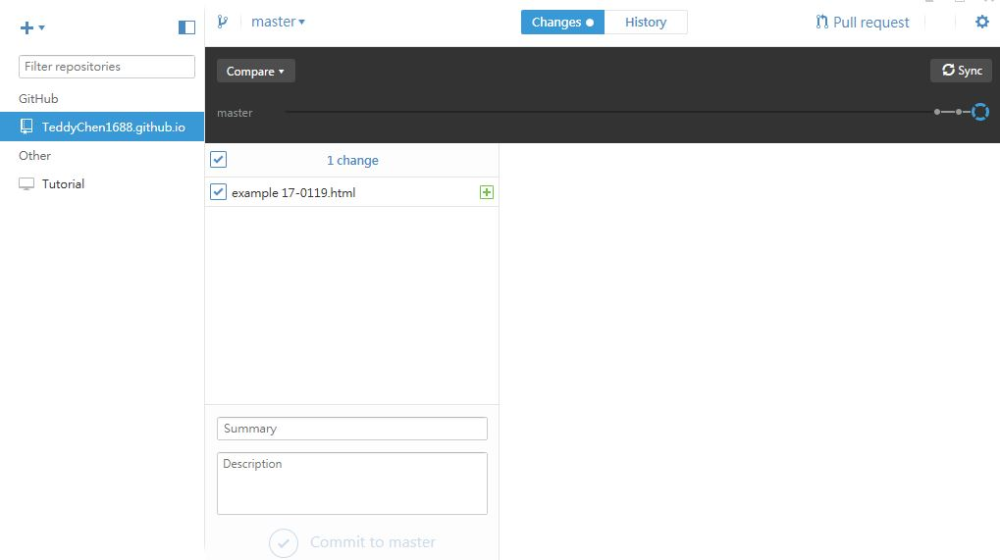 master
Changes
History
Pull request
Filter repositories
GitHub
TeddyChen1688.github.io
Other
Tutorial
Compare
Sync
master
1 change
example 17-0119.html
Summary
Description
Commit to master